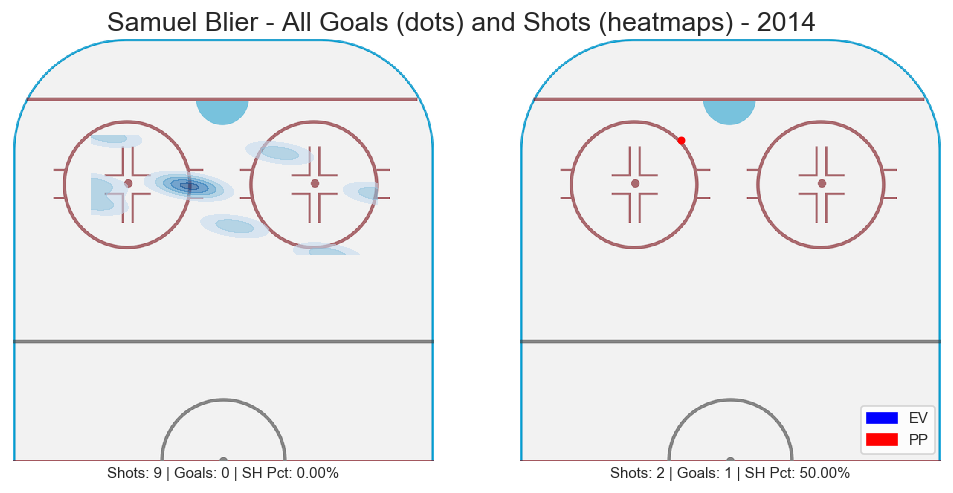 Samuel Blier - All Goals (dots) and Shots (heatmaps) - 2014
EV
PP
Shots: 9 | Goals: 0 | SH Pct: 0.00%
Shots: 2 | Goals: 1 | SH Pct: 50.00%